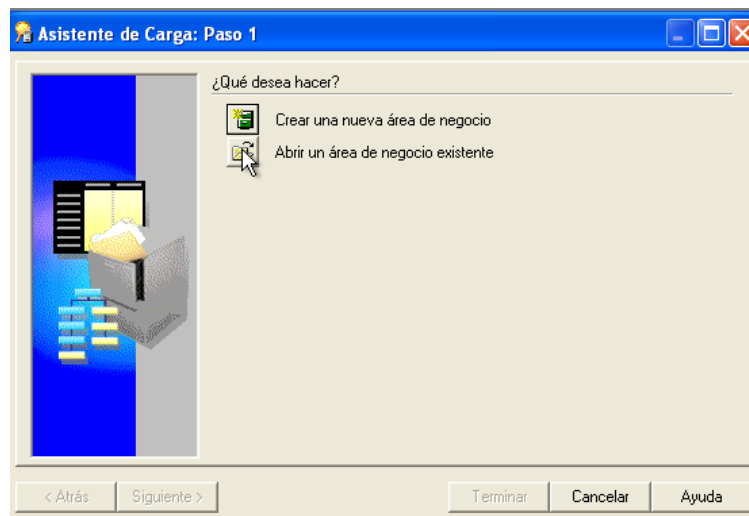 Asistente de Carga: Paso 1
¿Qué desea hacer?
Crear una nueva área de negocio
Abrir un área de negocio existente
< Atrás
Siguiente >
Terminar
Cancelar
Ayuda